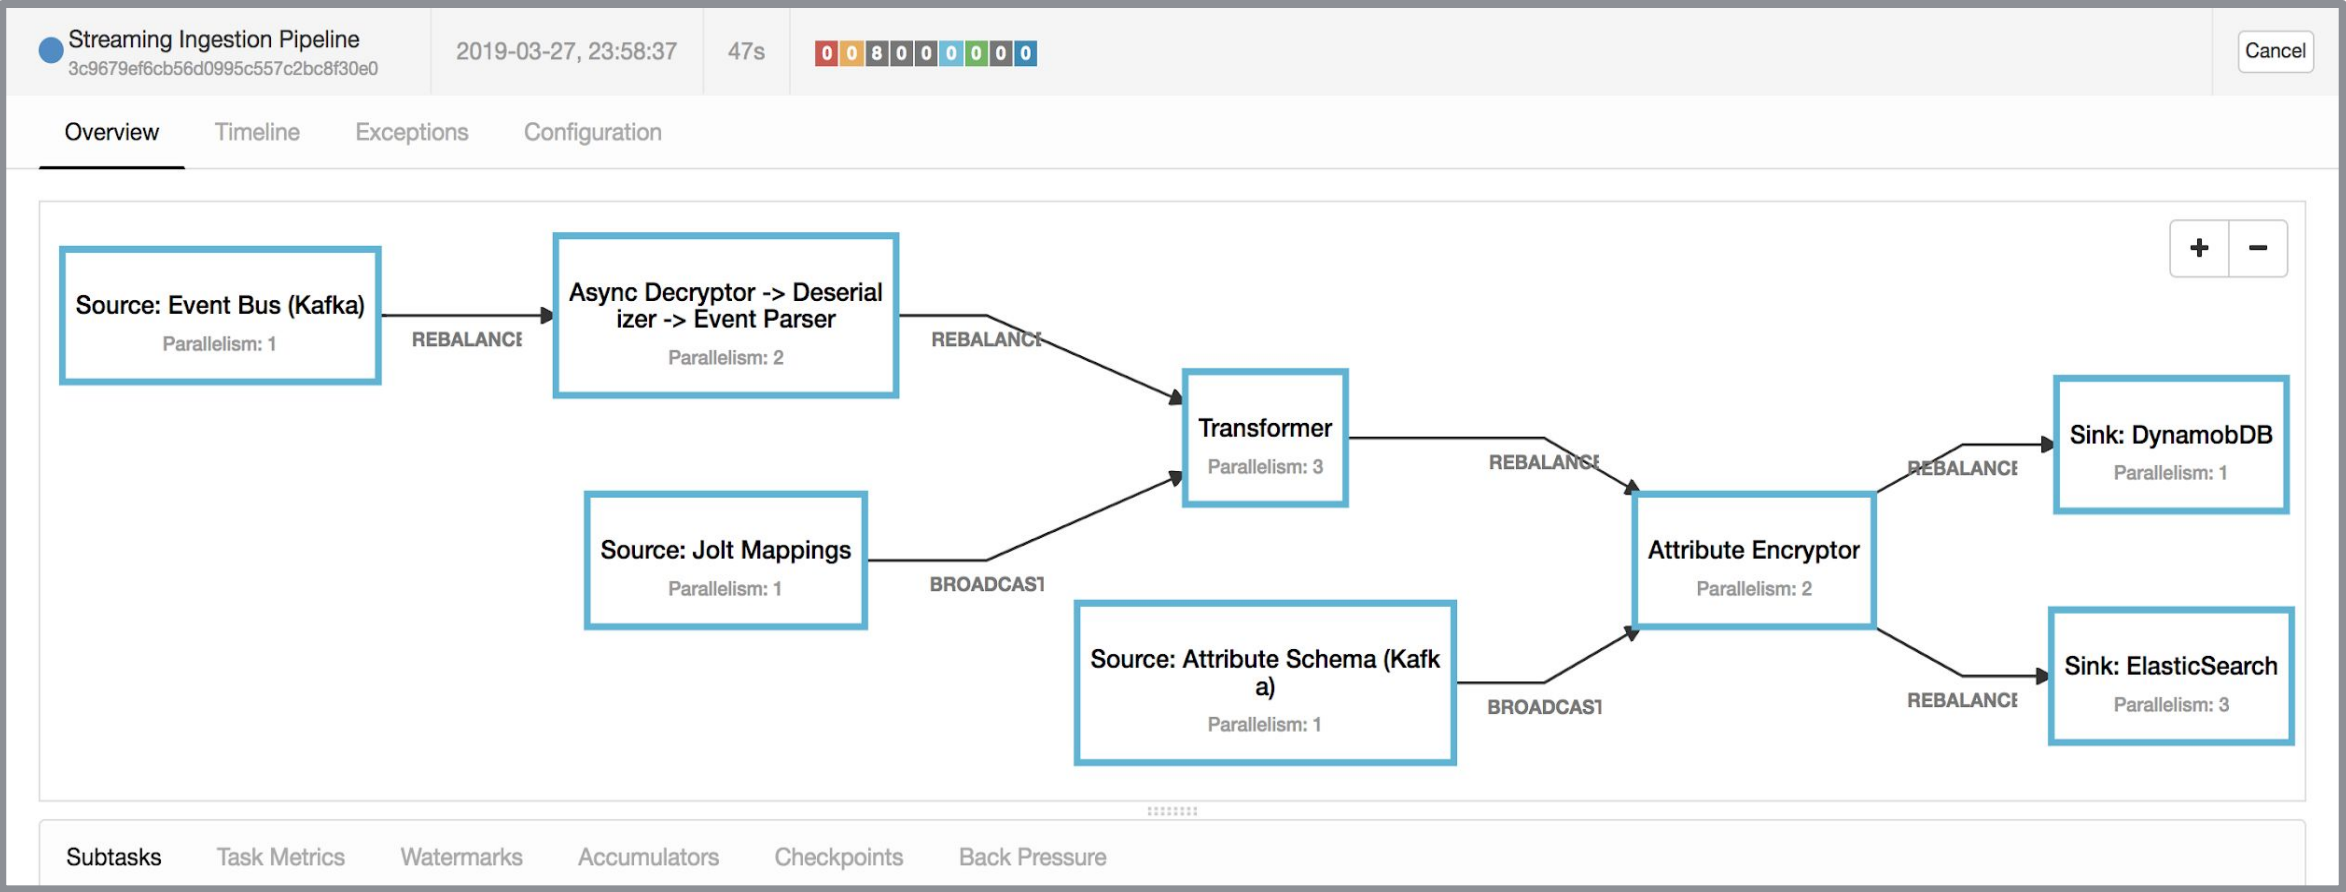 Streaming Ingestion Pipeline
3c9679ef6cb56d0995c557c2bc8f30e0
2019-03-27, 23:58:37
47s
0 0 8 0 0 0 0 0 0
Cancel
Overview Timeline Exceptions Configuration
+ −
Source: Event Bus (Kafka)
Parallelism: 1
REBALANCE
Async Decryptor -> Deserial
izer -> Event Parser
Parallelism: 2
REBALANCE
Source: Jolt Mappings
Parallelism: 1
BROADCAST
Transformer
Parallelism: 3
REBALANCE
Source: Attribute Schema (Kafk
a)
Parallelism: 1
BROADCAST
Attribute Encryptor
Parallelism: 2
REBALANCE
Sink: DynamobDB
Parallelism: 1
REBALANCE
Sink: ElasticSearch
Parallelism: 3
Subtasks Task Metrics Watermarks Accumulators Checkpoints Back Pressure